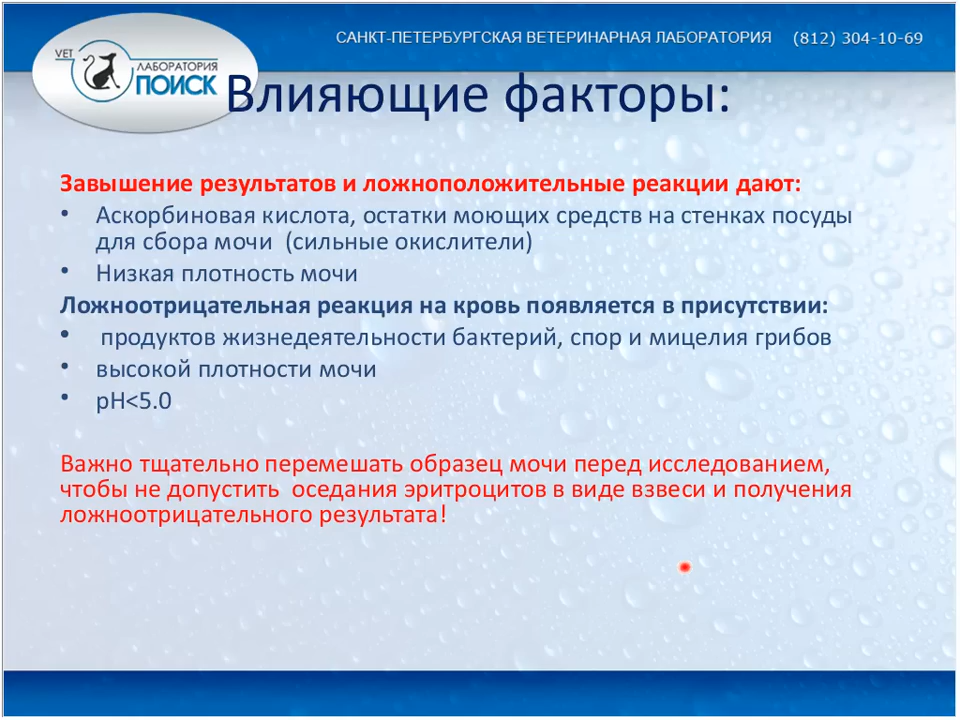 САНКТ-ПЕТЕРБУРГСКАЯ ВЕТЕРИНАРНАЯ ЛАБОРАТОРИЯ (812) 304-10-69
VET
ЛАБОРАТОРИЯ
ПОИСК
Влияющие факторы:
Завышение результатов и ложноположительные реакции дают:
• Аскорбиновая кислота, остатки моющих средств на стенках посуды
для сбора мочи (сильные окислители)
• Низкая плотность мочи
Ложноотрицательная реакция на кровь появляется в присутствии:
• продуктов жизнедеятельности бактерий, спор и мицелия грибов
• высокой плотности мочи
• pH<5.0
Важно тщательно перемешать образец мочи перед исследованием,
чтобы не допустить оседания эритроцитов в виде взвеси и получения
ложноотрицательного результата!